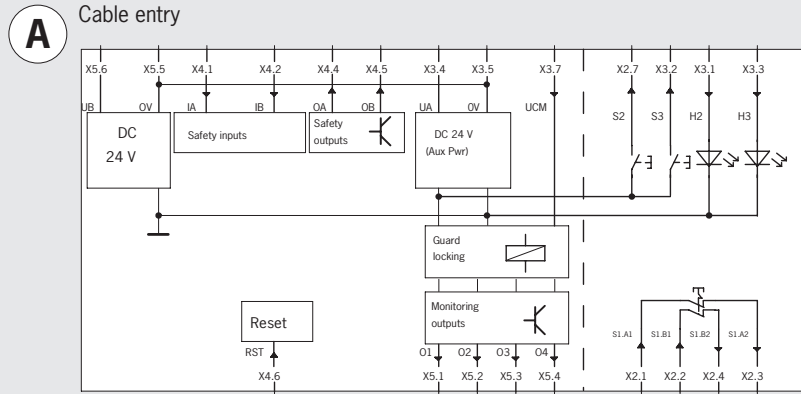 A
Cable entry
X5.6 X5.5 X4.1 X4.2 X4.4 X4.5 X3.4 X3.5 X3.7 X2.7 X3.2 X3.1 X3.3
UB OV IA IB OA OB UA OV UCM S2 S3 H2 H3
DC
24 V
Safety inputs
Safety
outputs
DC 24 V
(Aux Pwr)
Guard
locking
Monitoring
outputs
Reset
RST
X4.6
O1 O2 O3 O4
X5.1 X5.2 X5.3 X5.4
S1.A1 S1.B1 S1.B2 S1.A2
X2.1 X2.2 X2.4 X2.3